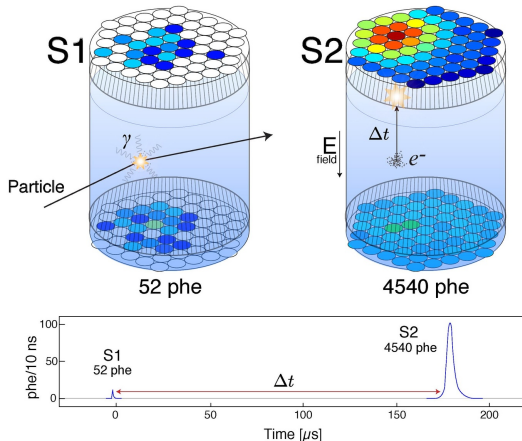 S1
S2
γ
Particle
E
field
Δt
e-
52 phe
4540 phe
phe/10 ns
100
50
0
S1
52 phe
Δt
S2
4540 phe
0
50
100
150
200
Time [μs]